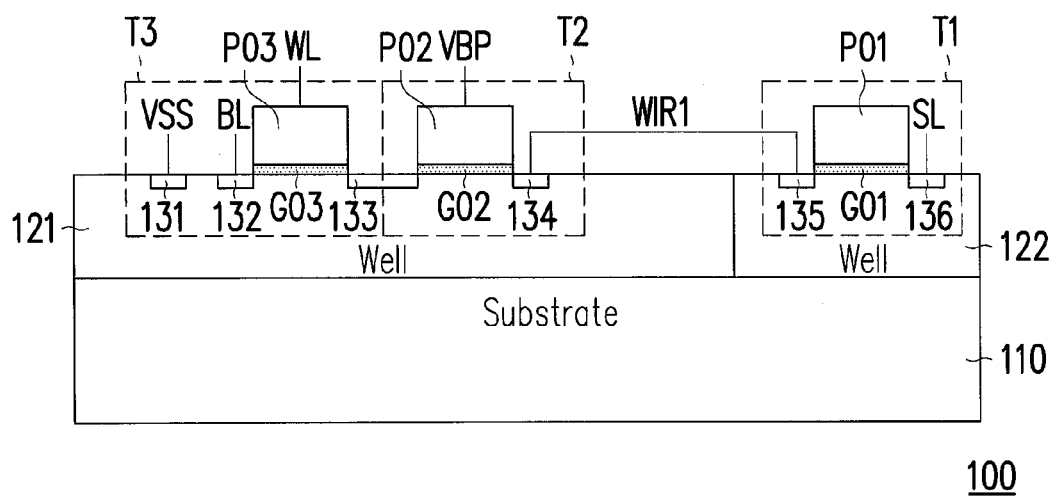 T3 T2 T1
P03 WL P02 VBP P01
VSS BL WIR1 SL
131 132 G03 133 G02 134 135 G01 136
121 122
Well Well
Substrate
110
100